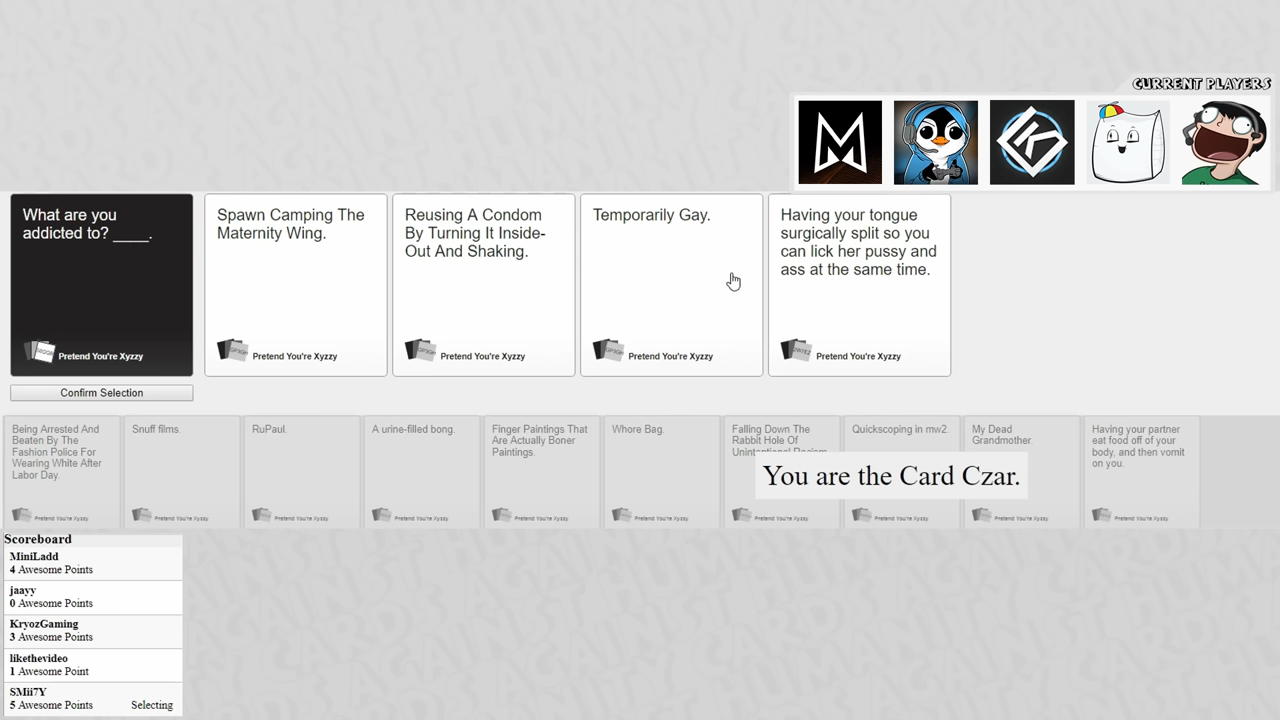 CURRENT PLAYERS
What are you
addicted to? ____.
Pretend You're Xyzzy
Spawn Camping The
Maternity Wing.
Pretend You're Xyzzy
Reusing A Condom
By Turning It Inside-
Out And Shaking.
Pretend You're Xyzzy
Temporarily Gay.
Pretend You're Xyzzy
Having your tongue
surgically split so you
can lick her pussy and
ass at the same time.
Pretend You're Xyzzy
Confirm Selection
Being Arrested And
Beaten By The
Fashion Police For
Wearing White After
Labor Day.
Pretend You're Xyzzy
Snuff films.
Pretend You're Xyzzy
RuPaul.
Pretend You're Xyzzy
A urine-filled bong.
Pretend You're Xyzzy
Finger Paintings That
Are Actually Boner
Paintings.
Pretend You're Xyzzy
Whore Bag.
Pretend You're Xyzzy
Falling Down The
Rabbit Hole Of
Unintentional Racism
Pretend You're Xyzzy
Quickscoping in mw2.
Pretend You're Xyzzy
My Dead
Grandmother.
Pretend You're Xyzzy
Having your partner
eat food off of your
body, and then vomit
on you.
Pretend You're Xyzzy
You are the Card Czar.
Scoreboard
MiniLadd
4 Awesome Points
jaayy
0 Awesome Points
KryozGaming
3 Awesome Points
likethevideo
1 Awesome Point
SMii7Y
5 Awesome Points Selecting